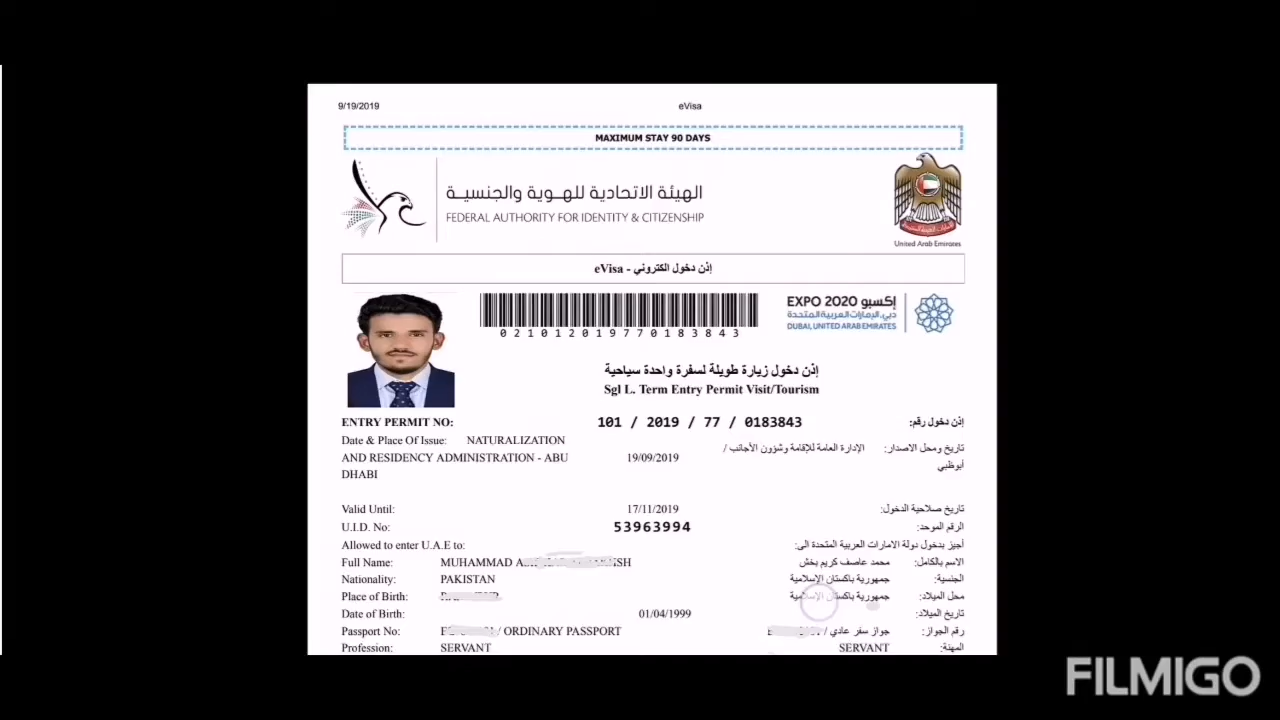 9/19/2019 eVisa
MAXIMUM STAY 90 DAYS
الهيئة الاتحادية للهوية والجنسية
FEDERAL AUTHORITY FOR IDENTITY & CITIZENSHIP
United Arab Emirates
إذن دخول الكتروني - eVisa
EXPO 2020 إكسبو
دبي، الإمارات العربية المتحدة
DUBAI, UNITED ARAB EMIRATES
021012019770183843
إذن دخول زيارة طويلة لسفرة واحدة سياحية
Sgl L. Term Entry Permit Visit/Tourism
ENTRY PERMIT NO: 101 / 2019 / 77 / 0183843 إذن دخول رقم:
Date & Place Of Issue: NATURALIZATION AND RESIDENCY ADMINISTRATION - ABU DHABI 19/09/2019 تاريخ ومحل الاصدار: الإدارة العامة للإقامة وشؤون الأجانب / أبوظبي
Valid Until: 17/11/2019 تاريخ صلاحية الدخول:
U.I.D. No: 53963994 الرقم الموحد:
Allowed to enter U.A.E to: أجيز بدخول دولة الامارات العربية المتحدة الى:
Full Name: MUHAMMAD الاسم بالكامل: محمد عاصف كريم بخش
Nationality: PAKISTAN الجنسية: جمهورية باكستان الإسلامية
Place of Birth: محل الميلاد: جمهورية باكستان الإسلامية
Date of Birth: 01/04/1999 تاريخ الميلاد:
Passport No: / ORDINARY PASSPORT رقم الجواز: جواز سفر عادي /
Profession: SERVANT المهنة: SERVANT
FILMIGO